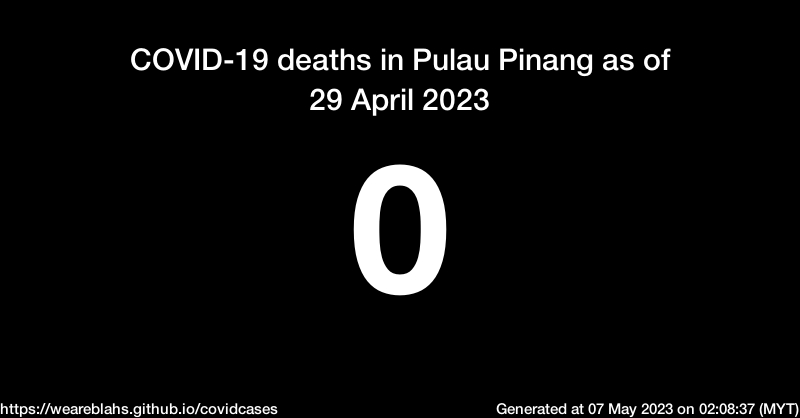 COVID-19 deaths in Pulau Pinang as of
29 April 2023
0
https://weareblahs.github.io/covidcases
Generated at 07 May 2023 on 02:08:37 (MYT)